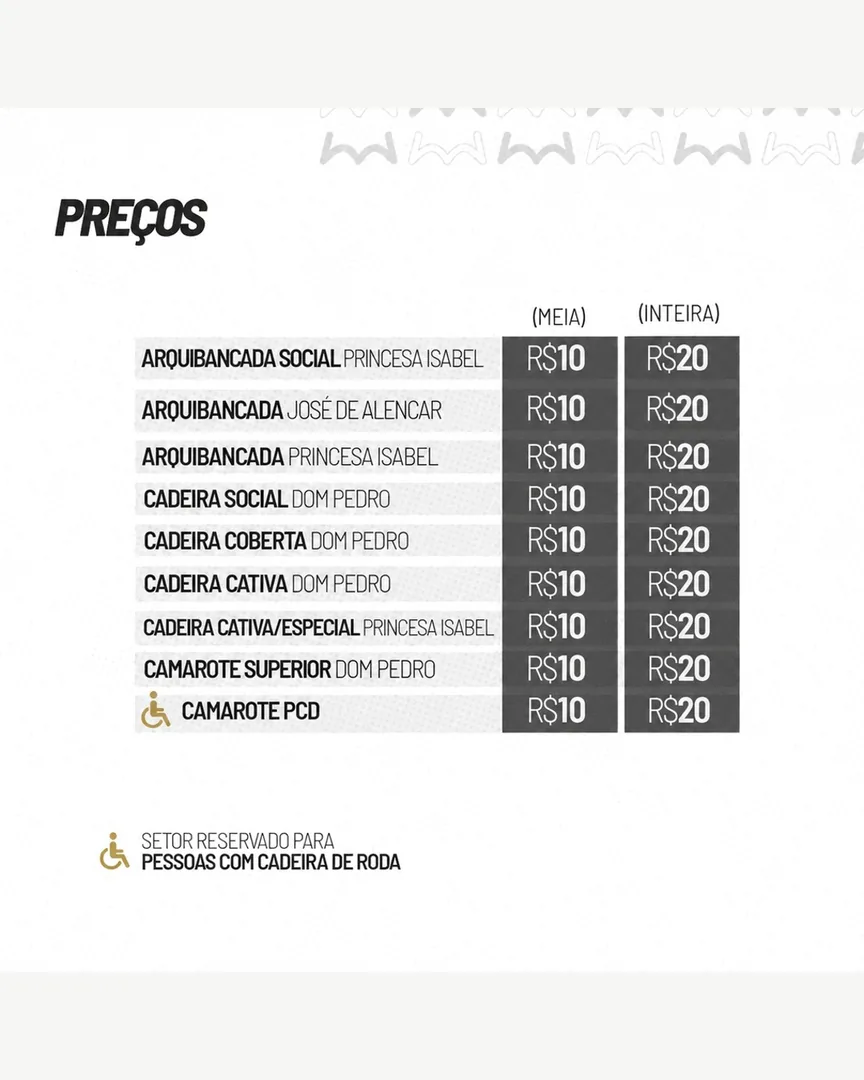 PREÇOS
(MEIA) (INTEIRA)
ARQUIBANCADA SOCIAL PRINCESA ISABEL R$10 R$20
ARQUIBANCADA JOSÉ DE ALENCAR R$10 R$20
ARQUIBANCADA PRINCESA ISABEL R$10 R$20
CADEIRA SOCIAL DOM PEDRO R$10 R$20
CADEIRA COBERTA DOM PEDRO R$10 R$20
CADEIRA CATIVA DOM PEDRO R$10 R$20
CADEIRA CATIVA/ESPECIAL PRINCESA ISABEL R$10 R$20
CAMAROTE SUPERIOR DOM PEDRO R$10 R$20
CAMAROTE PCD R$10 R$20
SETOR RESERVADO PARA
PESSOAS COM CADEIRA DE RODA